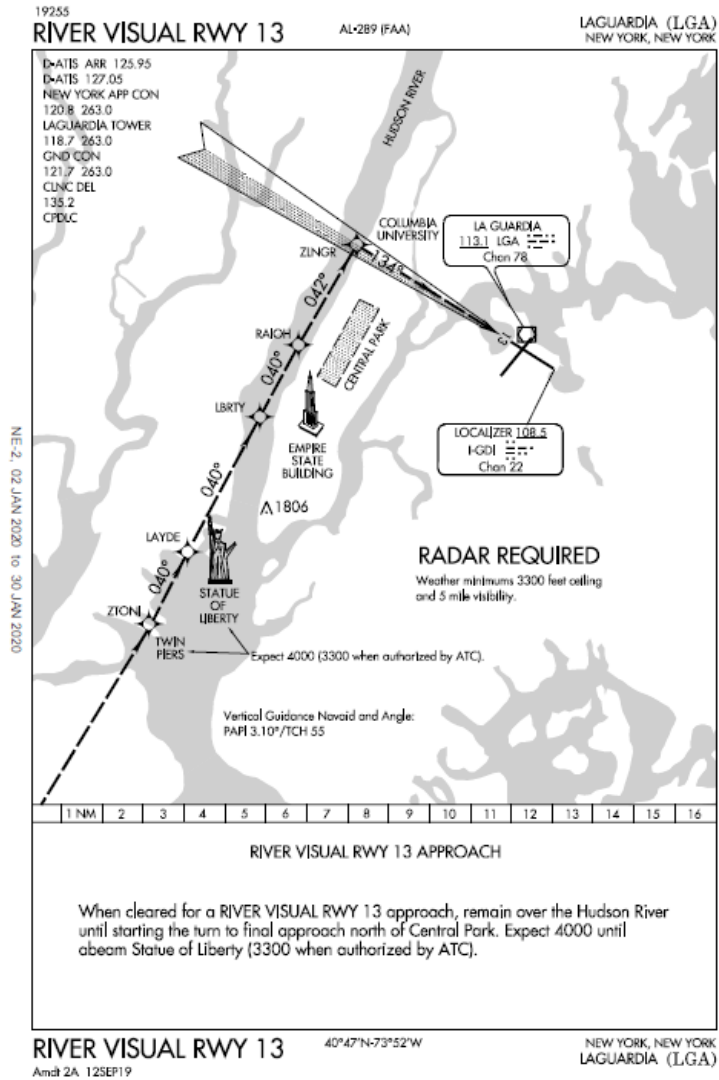 19255
RIVER VISUAL RWY 13
AL-289 (FAA)
LAGUARDIA (LGA)
NEW YORK, NEW YORK
D-ATIS ARR 125.95
D-ATIS 127.05
NEW YORK APP CON
120.8 263.0
LAGUARDIA TOWER
118.7 263.0
GND CON
121.7 263.0
CLNC DEL
135.2
CPDLC
HUDSON RIVER
COLUMBIA
UNIVERSITY
LA GUARDIA
113.1 LGA
Chan 78
ZLNGR
134°
042°
13
RAIOH
CENTRAL PARK
040°
LBRTY
EMPIRE
STATE
BUILDING
LOCALIZER 108.5
I-GDI
Chan 22
040°
1806
LAYDE
RADAR REQUIRED
Weather minimums 3300 feet ceiling
and 5 mile visibility.
040°
STATUE
OF
LIBERTY
ZTONI
TWIN
PIERS
Expect 4000 (3300 when authorized by ATC).
Vertical Guidance Navaid and Angle:
PAPI 3.10°/TCH 55
NE-2, 02 JAN 2020 to 30 JAN 2020
1 NM 2 3 4 5 6 7 8 9 10 11 12 13 14 15 16
RIVER VISUAL RWY 13 APPROACH
When cleared for a RIVER VISUAL RWY 13 approach, remain over the Hudson River
until starting the turn to final approach north of Central Park. Expect 4000 until
abeam Statue of Liberty (3300 when authorized by ATC).
RIVER VISUAL RWY 13
40°47'N-73°52'W
NEW YORK, NEW YORK
LAGUARDIA (LGA)
Amdt 2A 12SEP19